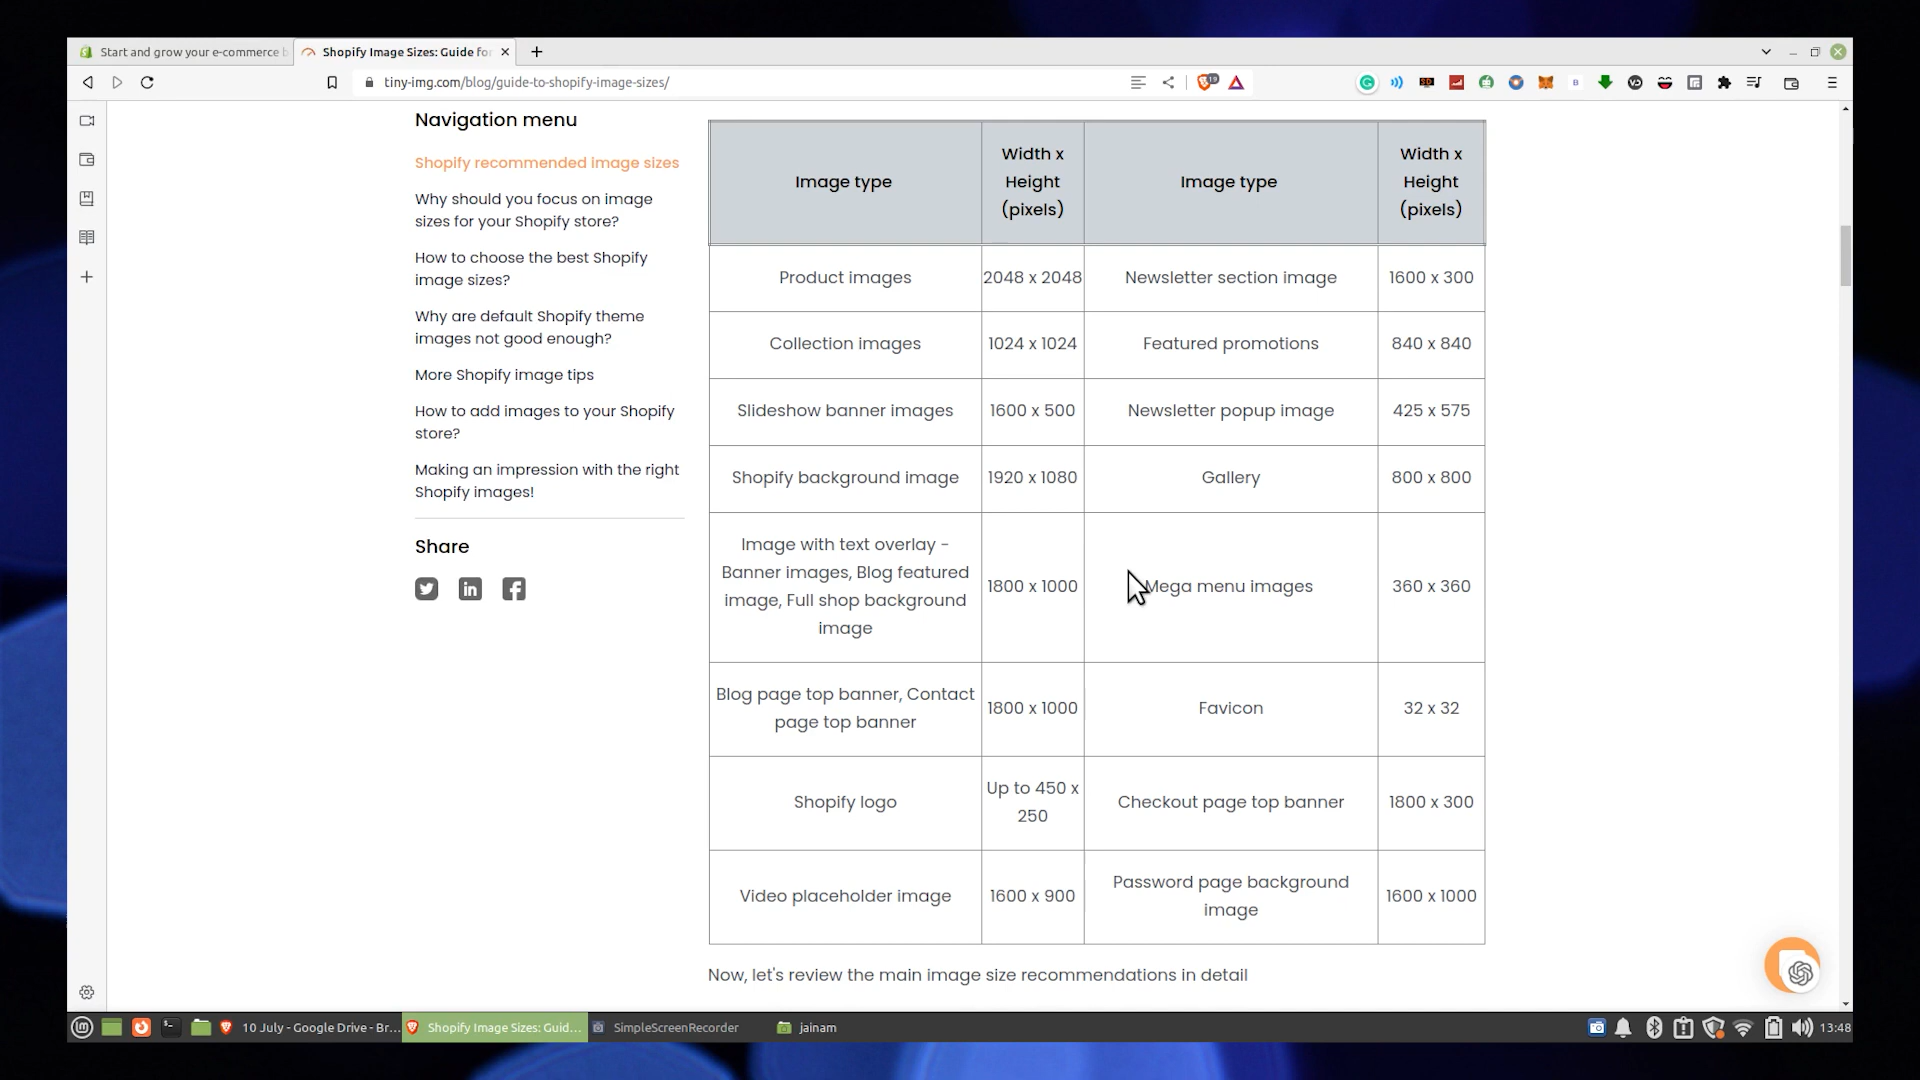 Start and grow your e-commerce b
Shopify Image Sizes: Guide for
tiny-img.com/blog/guide-to-shopify-image-sizes/
19
Navigation menu
Shopify recommended image sizes
Why should you focus on image
sizes for your Shopify store?
How to choose the best Shopify
image sizes?
Why are default Shopify theme
images not good enough?
More Shopify image tips
How to add images to your Shopify
store?
Making an impression with the right
Shopify images!
Share
Image type
Width x
Height
(pixels)
Image type
Width x
Height
(pixels)
Product images
2048 x 2048
Newsletter section image
1600 x 300
Collection images
1024 x 1024
Featured promotions
840 x 840
Slideshow banner images
1600 x 500
Newsletter popup image
425 x 575
Shopify background image
1920 x 1080
Gallery
800 x 800
Image with text overlay -
Banner images, Blog featured
image, Full shop background
image
1800 x 1000
Mega menu images
360 x 360
Blog page top banner, Contact
page top banner
1800 x 1000
Favicon
32 x 32
Shopify logo
Up to 450 x
250
Checkout page top banner
1800 x 300
Video placeholder image
1600 x 900
Password page background
image
1600 x 1000
Now, let's review the main image size recommendations in detail
10 July - Google Drive - Br...
Shopify Image Sizes: Guid...
SimpleScreenRecorder
jainam
13:48